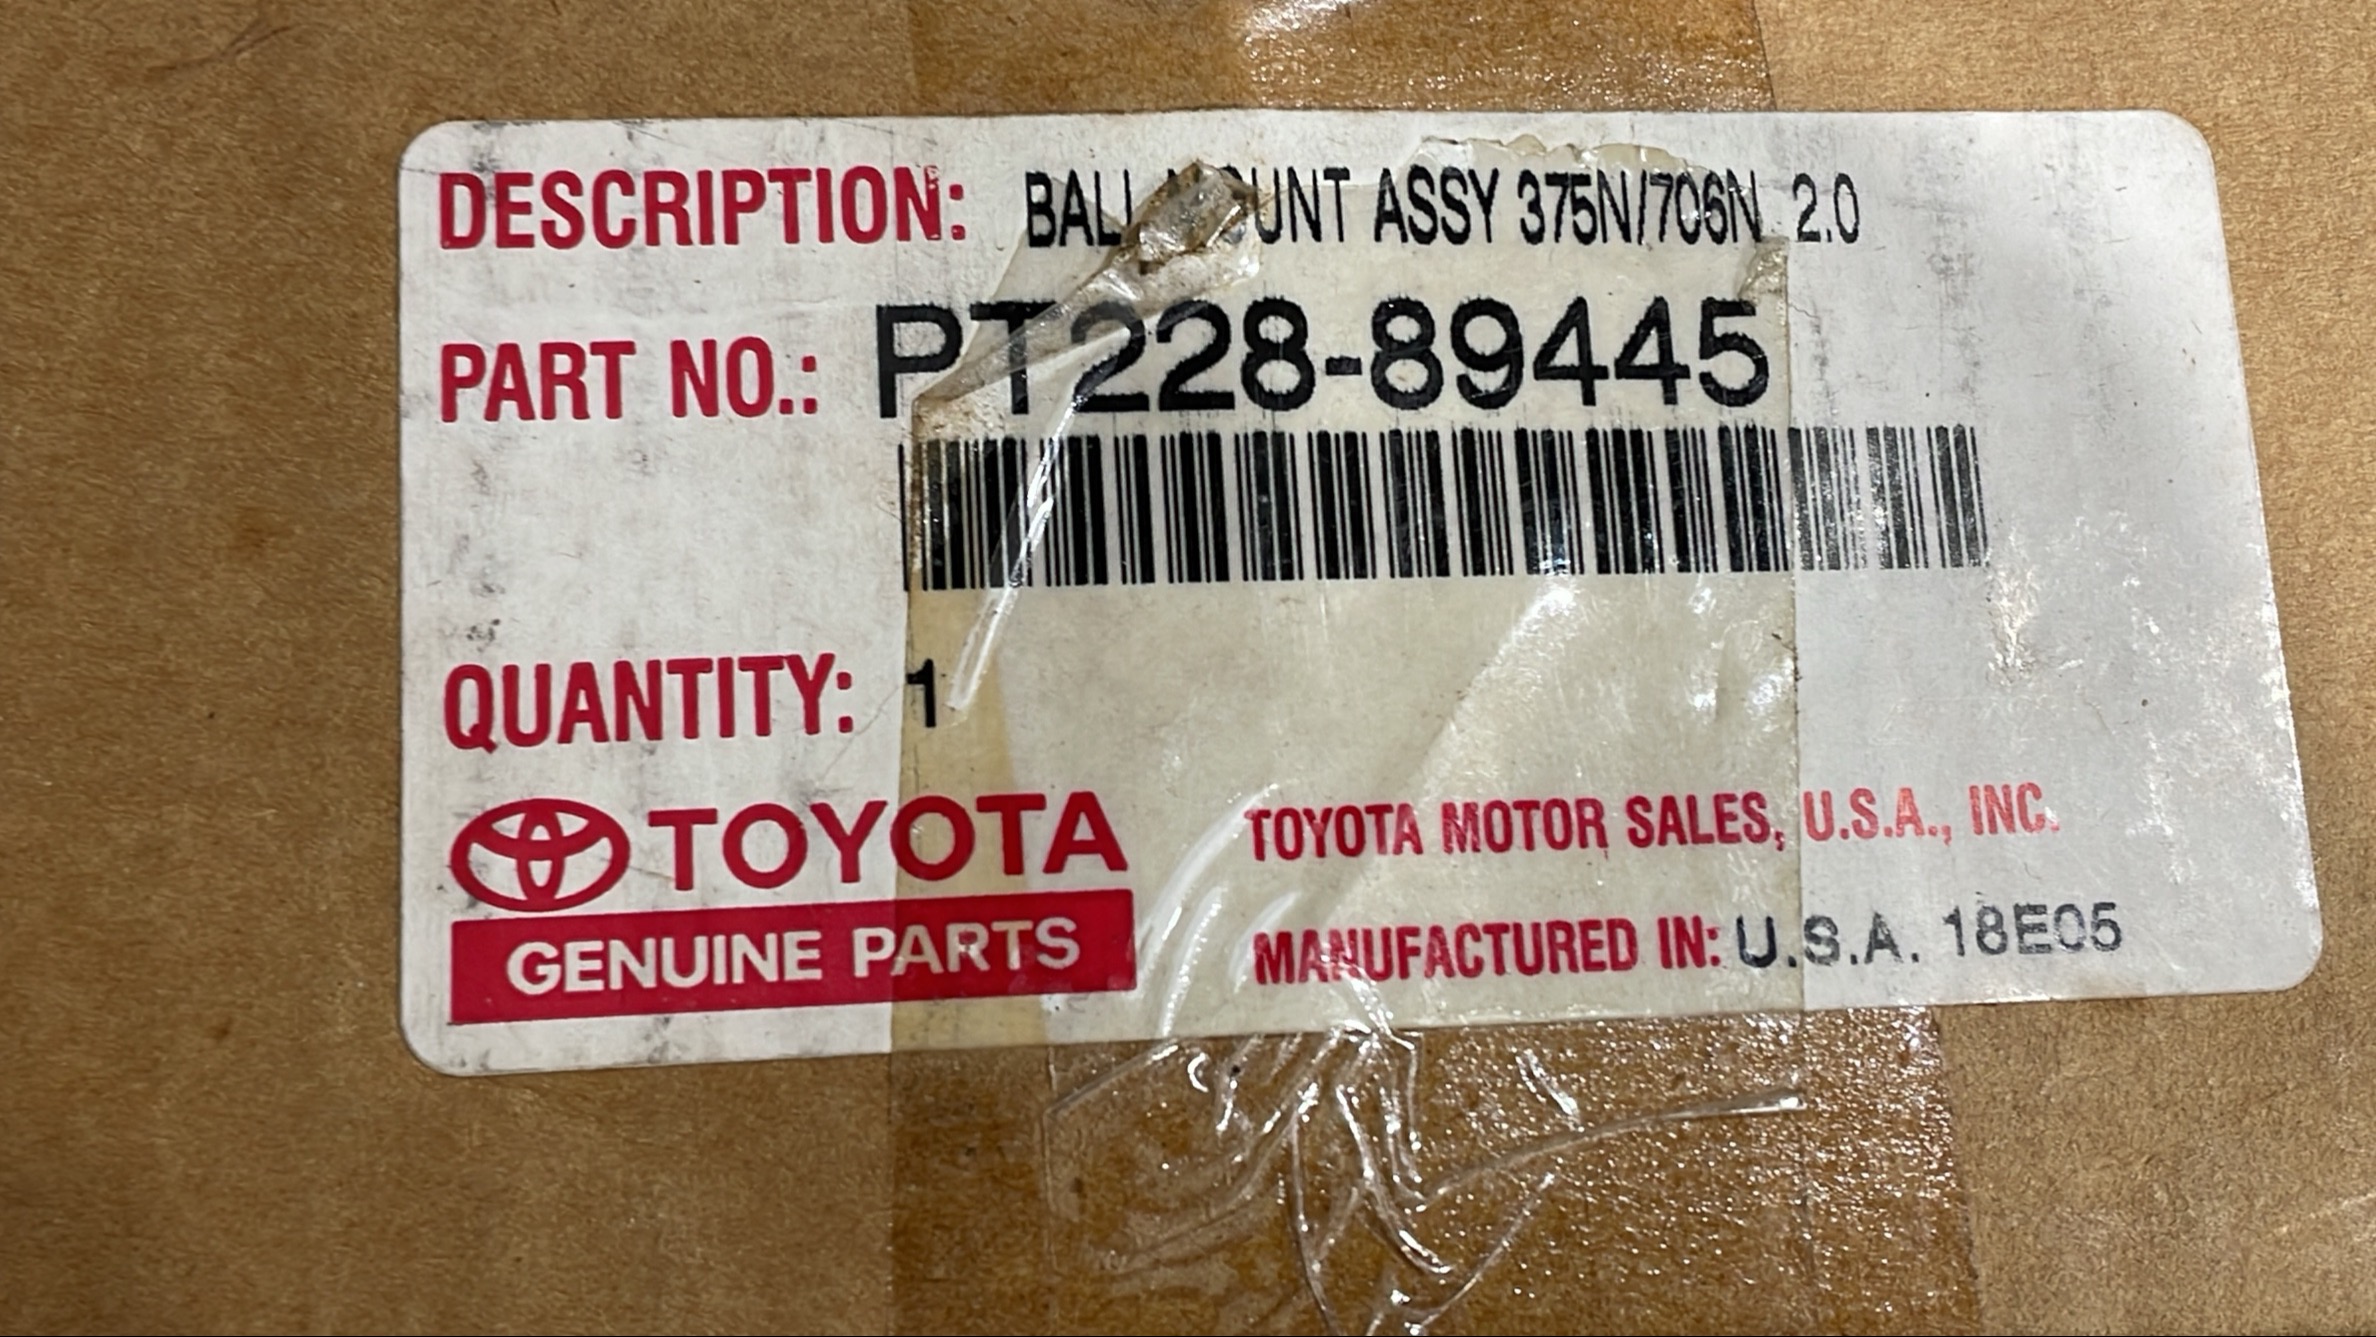 DESCRIPTION: BALL MOUNT ASSY 375N/706N 2.0
PART NO.: PT228-89445
QUANTITY: 1
TOYOTA
GENUINE PARTS
TOYOTA MOTOR SALES, U.S.A., INC.
MANUFACTURED IN: U.S.A. 18E05